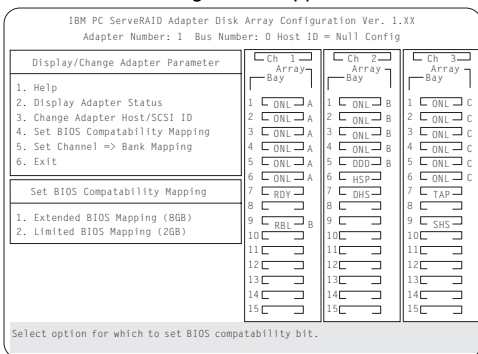 IBM PC ServeRAID Adapter Disk Array Configuration Ver. 1.XX
Adapter Number: 1 Bus Number: 0 Host ID = Null Config
Display/Change Adapter Parameter
1. Help
2. Display Adapter Status
3. Change Adapter Host/SCSI ID
4. Set BIOS Compatability Mapping
5. Set Channel => Bank Mapping
6. Exit
Set BIOS Compatability Mapping
1. Extended BIOS Mapping (8GB)
2. Limited BIOS Mapping (2GB)
Ch 1
Array
Bay
1 ONL A
2 ONL A
3 ONL A
4 ONL A
5 ONL A
6 ONL A
7 RDY
8
9 RBL B
10
11
12
13
14
15
Ch 2
Array
Bay
1 ONL B
2 ONL B
3 ONL B
4 ONL B
5 DDD B
6 HSP
7 DHS
8
9
10
11
12
13
14
15
Ch 3
Array
Bay
1 ONL C
2 ONL C
3 ONL C
4 ONL C
5 ONL C
6 ONL C
7 TAP
8
9 SHS
10
11
12
13
14
15
Select option for which to set BIOS compatability bit.